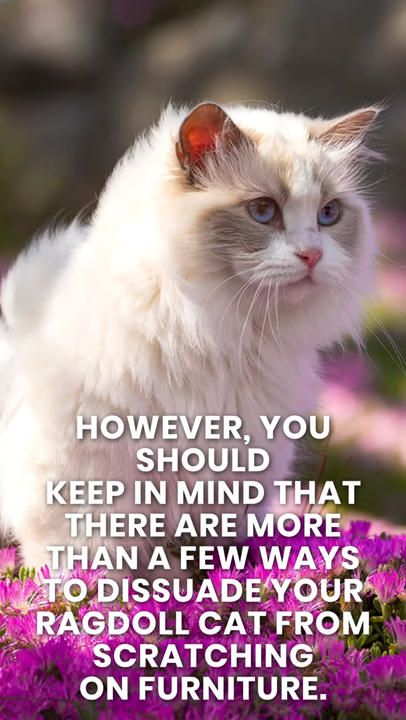 HOWEVER, YOU
SHOULD
KEEP IN MIND THAT
THERE ARE MORE
THAN A FEW WAYS
TO DISSUADE YOUR
RAGDOLL CAT FROM
SCRATCHING
ON FURNITURE.